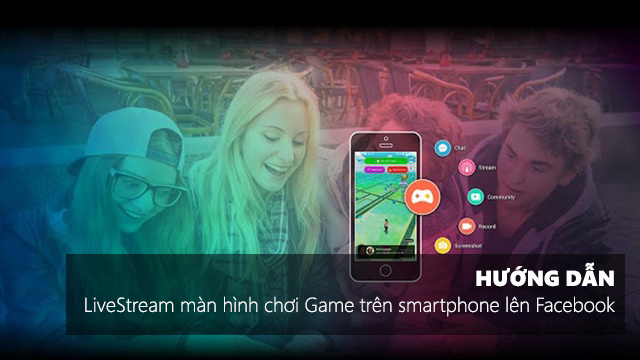 Chat
Stream
Community
Record
Screenshot
HƯỚNG DẪN
LiveStream màn hình chơi Game trên smartphone lên Facebook